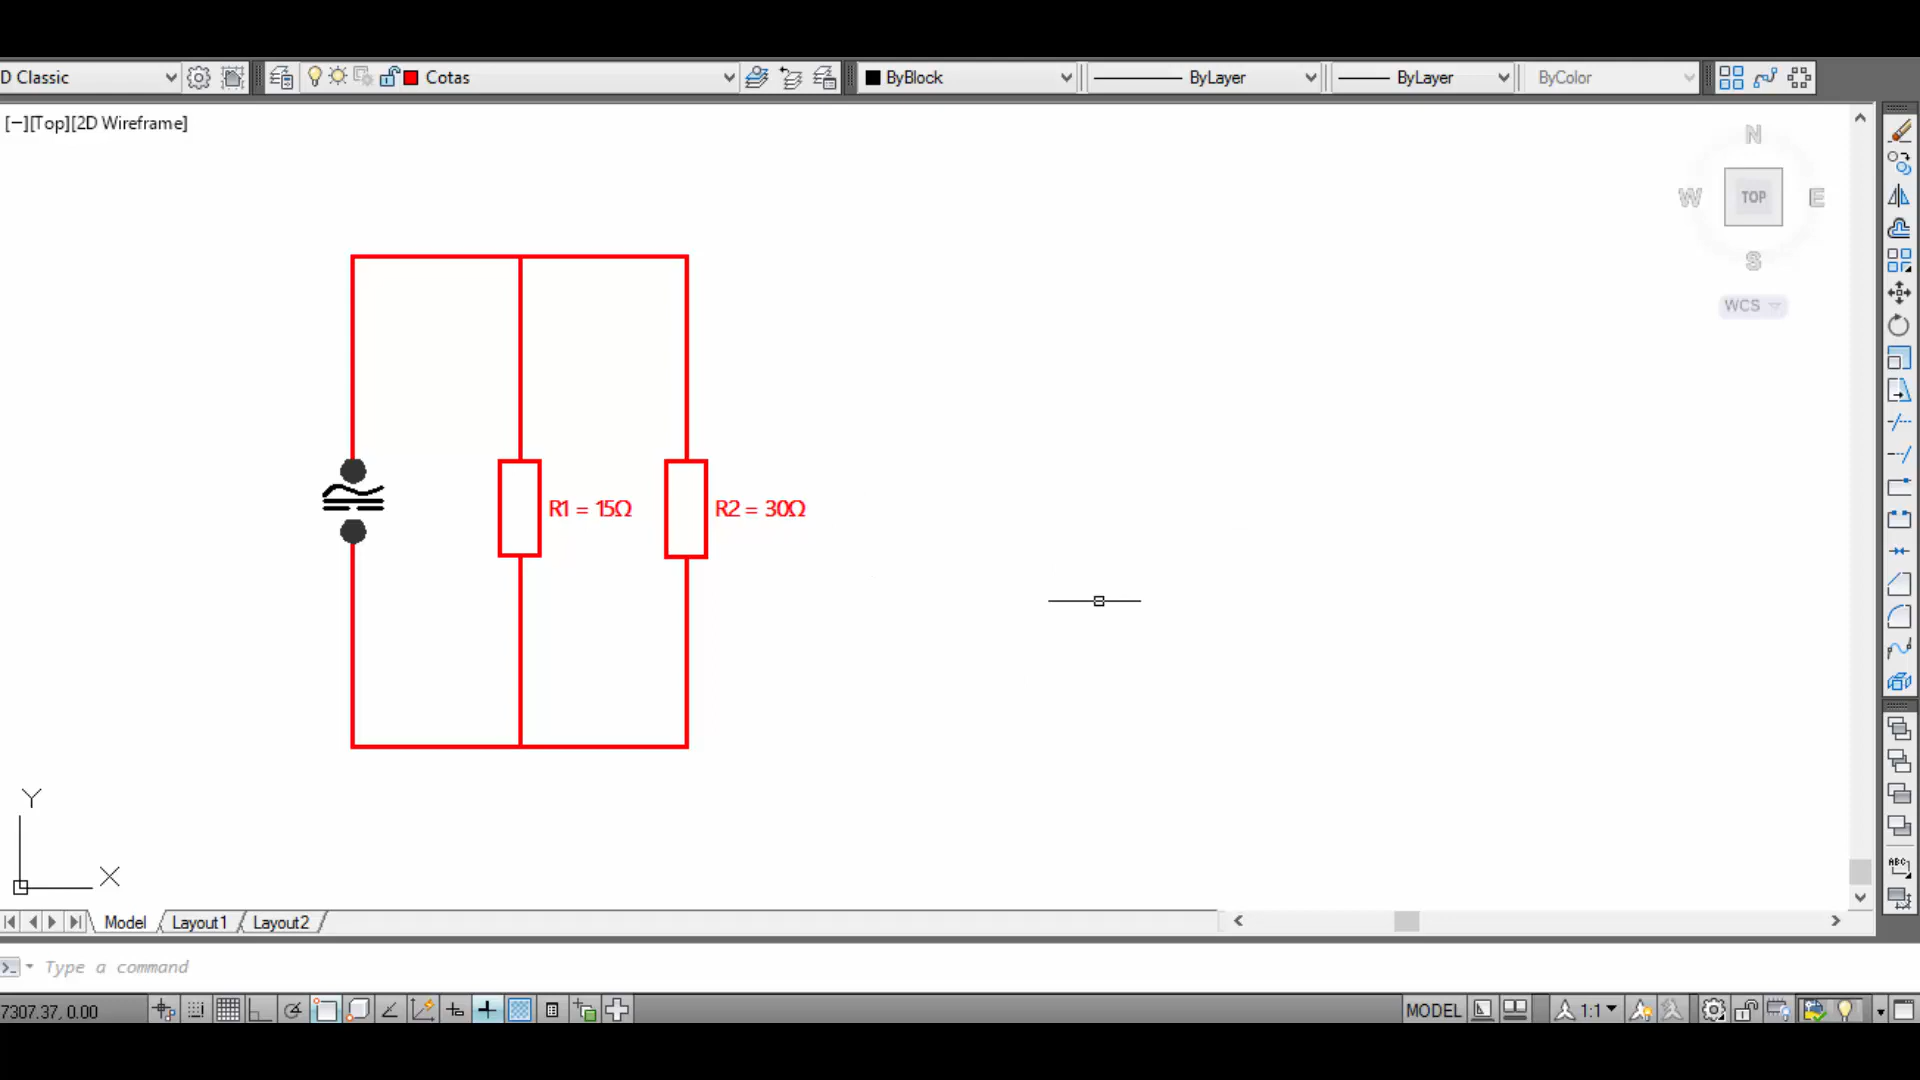 D Classic Cotas ByBlock ByLayer ByLayer ByColor
[−][Top][2D Wireframe]
N
W TOP E
S
WCS
R1 = 15Ω R2 = 30Ω
Y
X
Model Layout1 Layout2
Type a command
7307.37, 0.00 MODEL 1:1
ABC